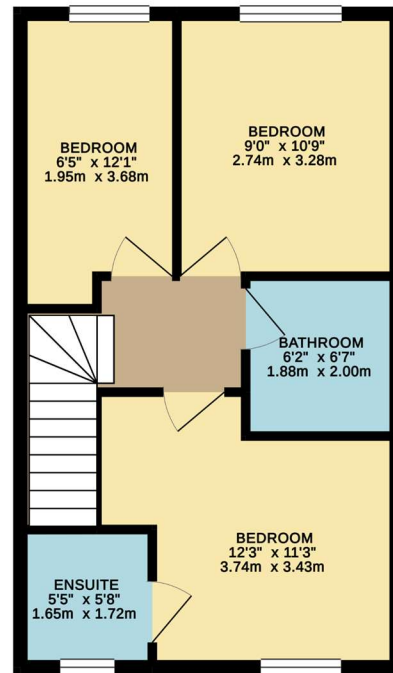 BEDROOM
6'5" x 12'1"
1.95m x 3.68m
BEDROOM
9'0" x 10'9"
2.74m x 3.28m
BATHROOM
6'2" x 6'7"
1.88m x 2.00m
BEDROOM
12'3" x 11'3"
3.74m x 3.43m
ENSUITE
5'5" x 5'8"
1.65m x 1.72m